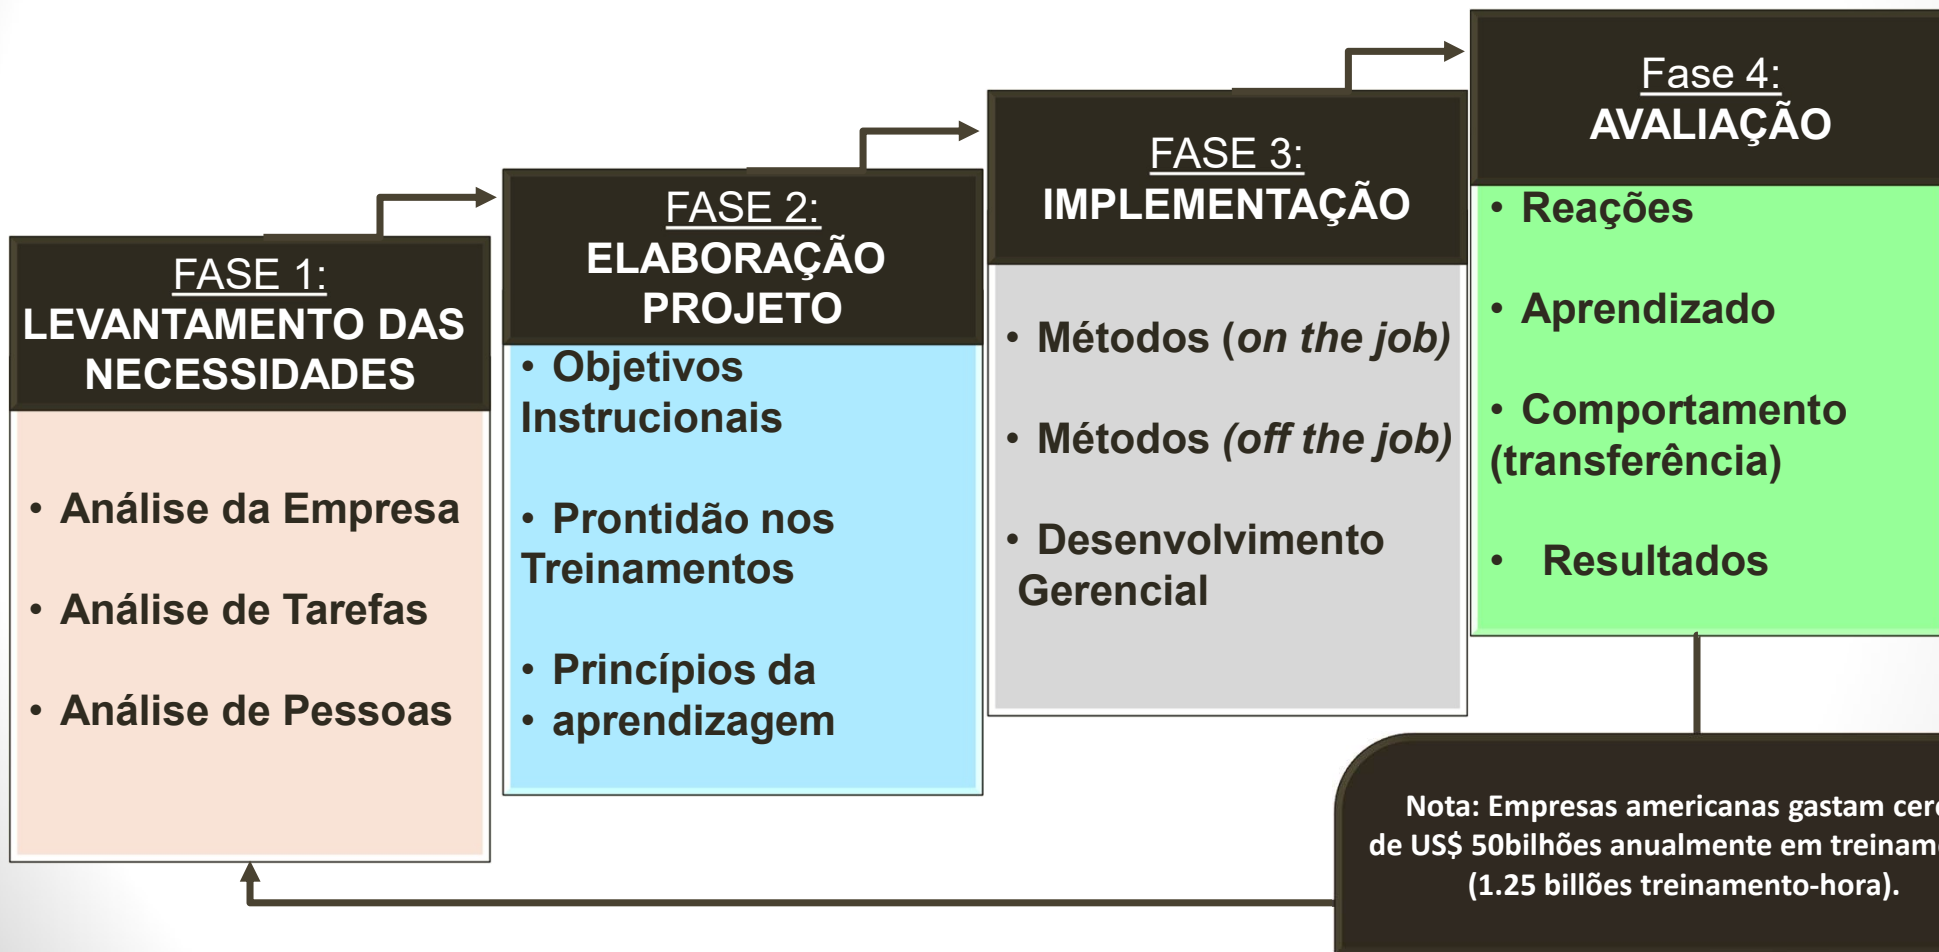 FASE 1:
LEVANTAMENTO DAS
NECESSIDADES
• Análise da Empresa
• Análise de Tarefas
• Análise de Pessoas
FASE 2:
ELABORAÇÃO
PROJETO
• Objetivos
Instrucionais
• Prontidão nos
Treinamentos
• Princípios da
• aprendizagem
FASE 3:
IMPLEMENTAÇÃO
• Métodos (on the job)
• Métodos (off the job)
• Desenvolvimento
Gerencial
Fase 4:
AVALIAÇÃO
• Reações
• Aprendizado
• Comportamento
(transferência)
• Resultados
Nota: Empresas americanas gastam
de US$ 50bilhões anualmente em
(1.25 billões treinamento-hora).